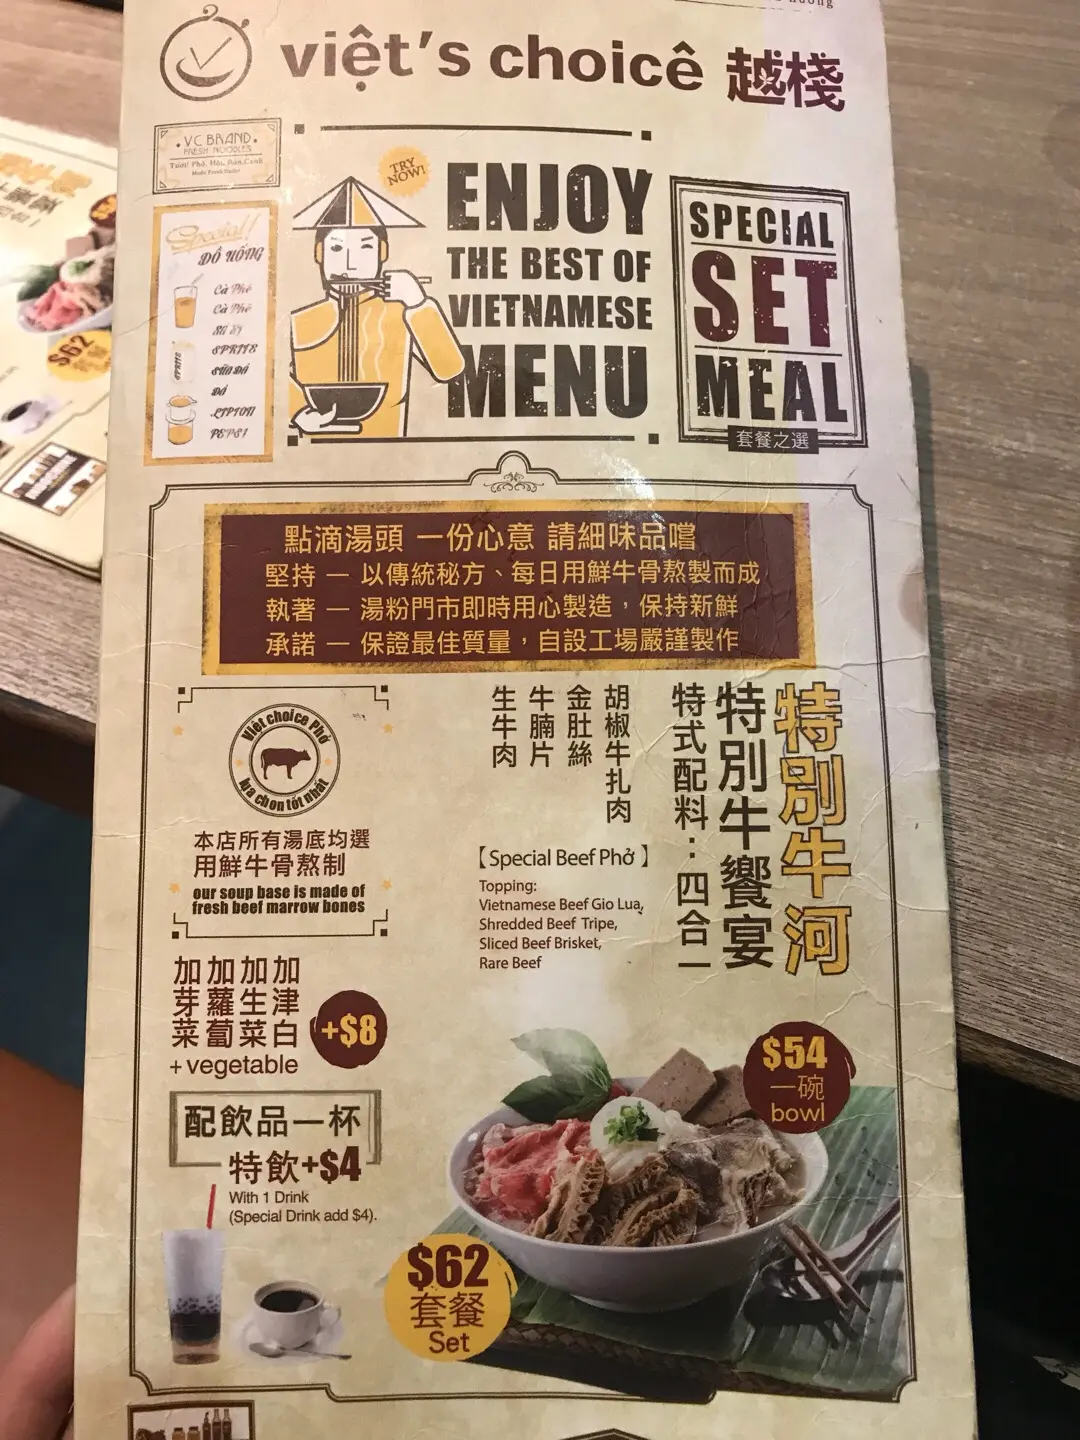 việt's choicê 越棧
VC BRAND
FRESH NOODLES
TRY NOW!
ENJOY
THE BEST OF
VIETNAMESE
MENU
SPECIAL
SET
MEAL
套餐之選
Special!!
ĐỒ UỐNG
Cà Phê
Cà Phê
SPRITE
SỮA ĐÁ
ĐÁ
LIPTON
PEPSI
SPRITE
點滴湯頭 一份心意 請細味品嚐
堅持 — 以傳統秘方、每日用鮮牛骨熬製而成
執著 — 湯粉門市即時用心製造，保持新鮮
承諾 — 保證最佳質量，自設工場嚴謹製作
特別牛河
特別牛饗宴
特式配料：四合一
胡椒牛扎肉
金肚絲
牛腩片
生牛肉
【Special Beef Phở】
Topping:
Vietnamese Beef Gio Lua,
Shredded Beef Tripe,
Sliced Beef Brisket,
Rare Beef
Việt choice Phở
lựa chon tốt nhất
本店所有湯底均選
用鮮牛骨熬制
our soup base is made of
fresh beef marrow bones
加津白
加生菜
加蘿蔔
加芽菜
+$8
+vegetable
配飲品一杯
特飲+$4
With 1 Drink
(Special Drink add $4).
$54
一碗
bowl
$62
套餐
Set
$62